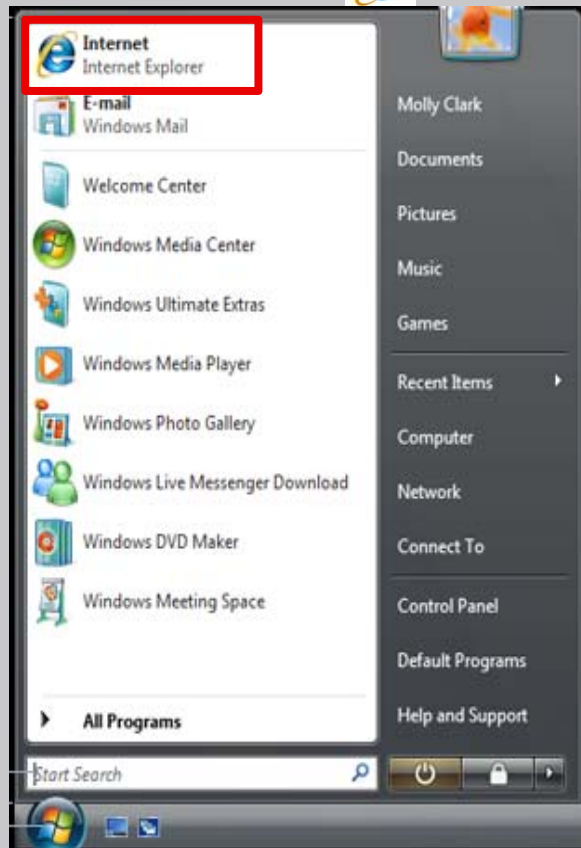 Internet
Internet Explorer
E-mail
Windows Mail
Welcome Center
Windows Media Center
Windows Ultimate Extras
Windows Media Player
Windows Photo Gallery
Windows Live Messenger Download
Windows DVD Maker
Windows Meeting Space
All Programs
Start Search
Molly Clark
Documents
Pictures
Music
Games
Recent Items
Computer
Network
Connect To
Control Panel
Default Programs
Help and Support